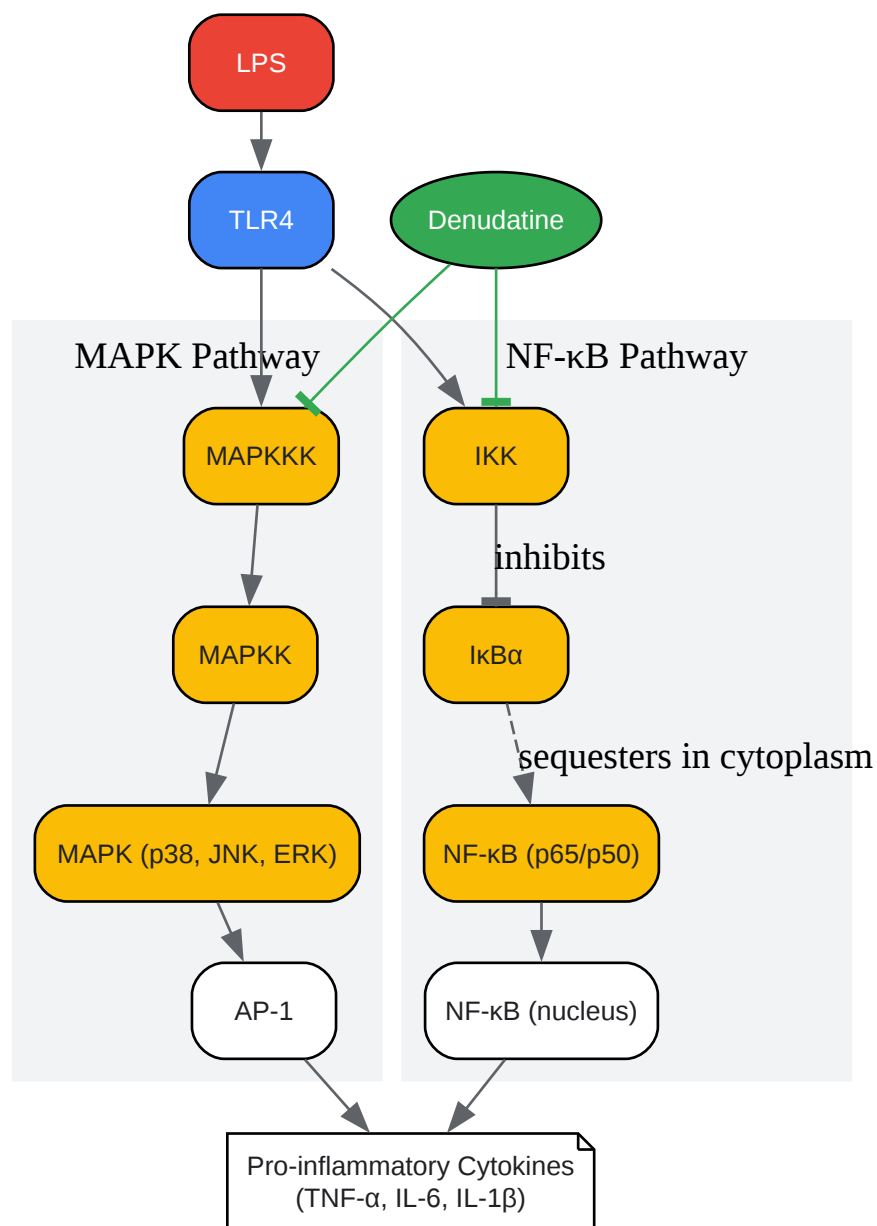 LPS
TLR4
Denudatine
MAPK Pathway
NF-κB Pathway
MAPKKK
IKK
inhibits
MAPKK
IκBα
sequesters in cytoplasm
MAPK (p38, JNK, ERK)
NF-κB (p65/p50)
AP-1
NF-κB (nucleus)
Pro-inflammatory Cytokines
(TNF-α, IL-6, IL-1β)